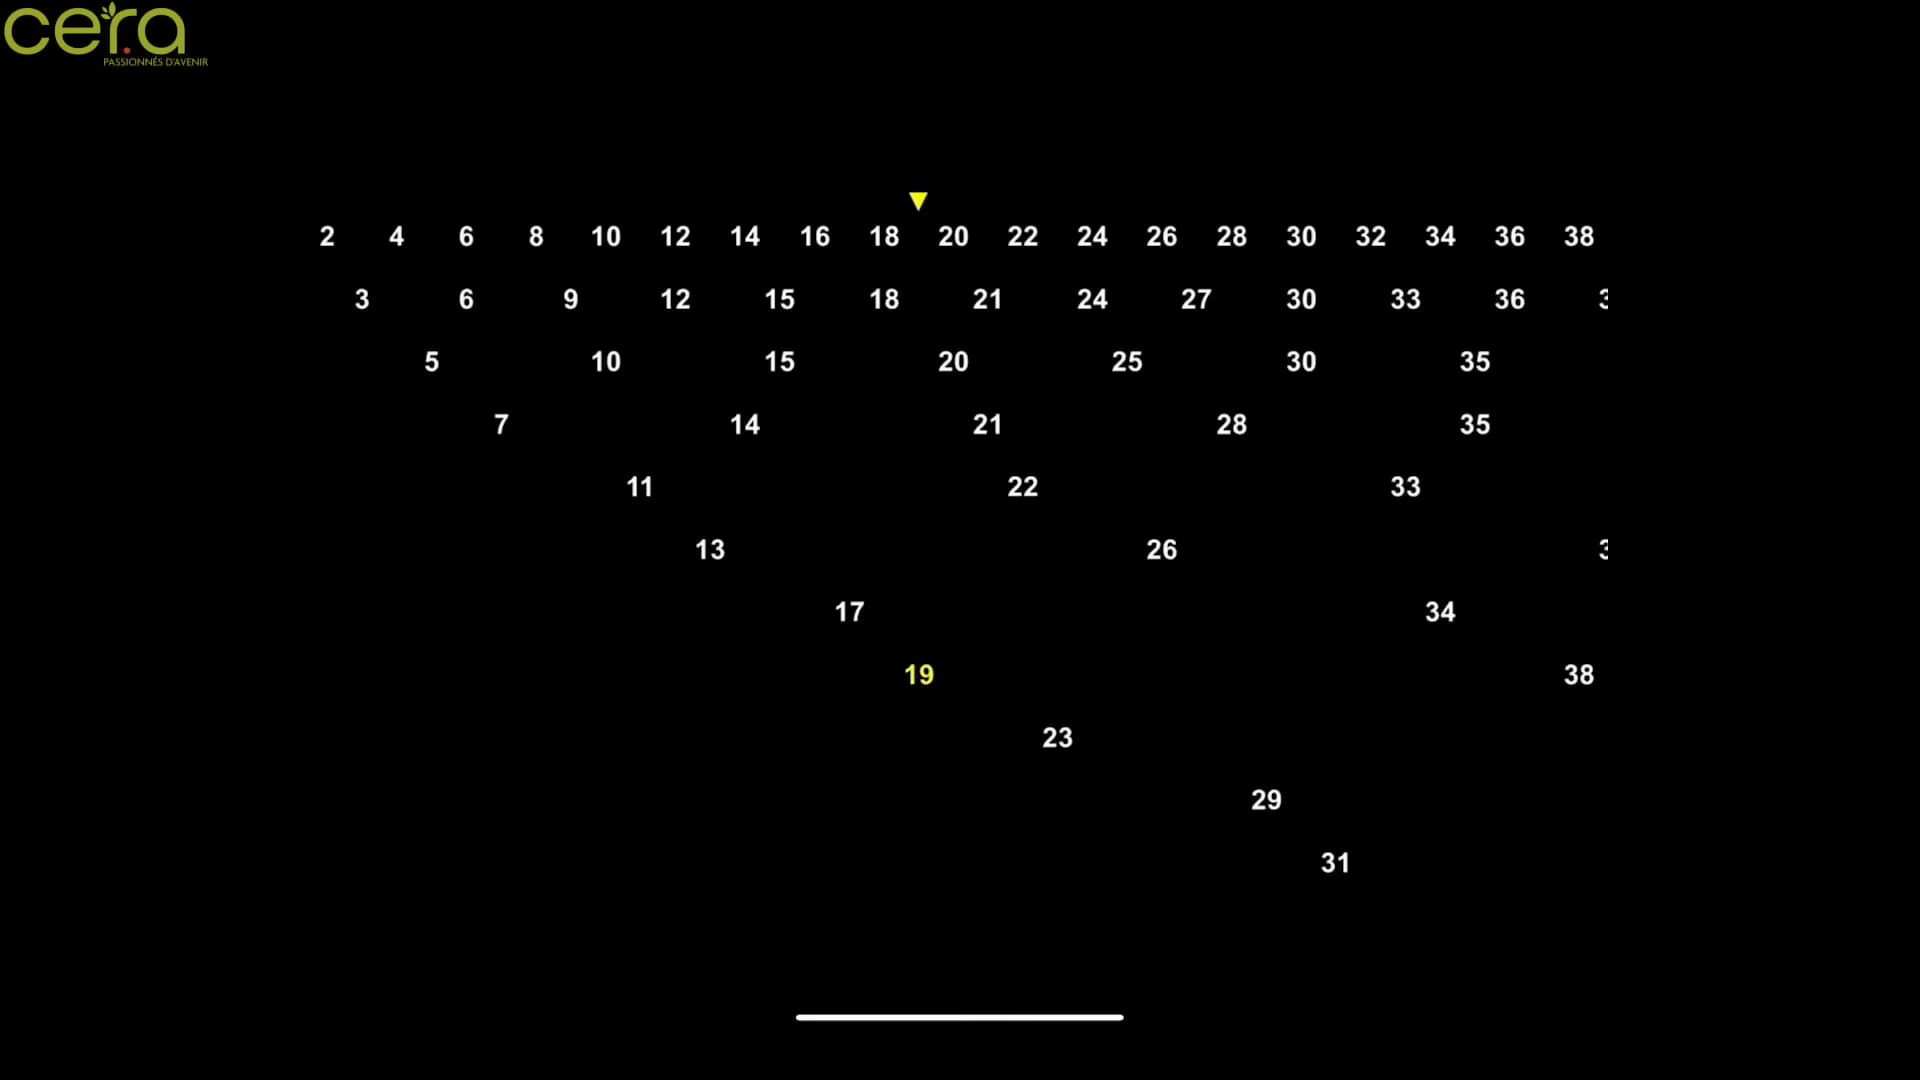 cera
PASSIONNÉS D'AVENIR
2 4 6 8 10 12 14 16 18 20 22 24 26 28 30 32 34 36 38
3 6 9 12 15 18 21 24 27 30 33 36
5 10 15 20 25 30 35
7 14 21 28 35
11 22 33
13 26
17 34
19 38
23
29
31